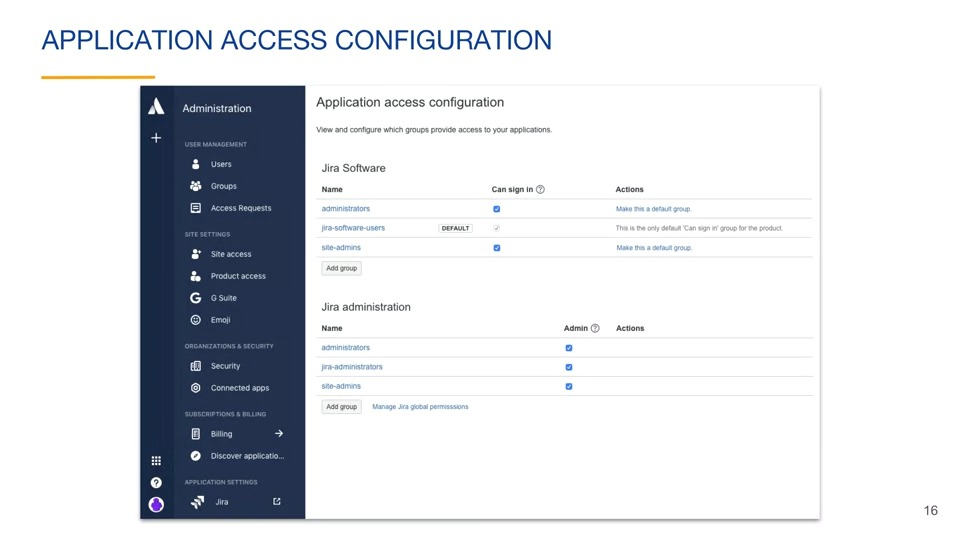 APPLICATION ACCESS CONFIGURATION
Administration
USER MANAGEMENT
Users
Groups
Access Requests
SITE SETTINGS
Site access
Product access
G Suite
Emoji
ORGANIZATIONS & SECURITY
Security
Connected apps
SUBSCRIPTIONS & BILLING
Billing
Discover applicatio...
APPLICATION SETTINGS
Jira
Application access configuration
View and configure which groups provide access to your applications.
Jira Software
Name Can sign in ? Actions
administrators Make this a default group.
jira-software-users DEFAULT This is the only default 'Can sign in' group for the product.
site-admins Make this a default group.
Add group
Jira administration
Name Admin ? Actions
administrators
jira-administrators
site-admins
Add group Manage Jira global permisssions
16